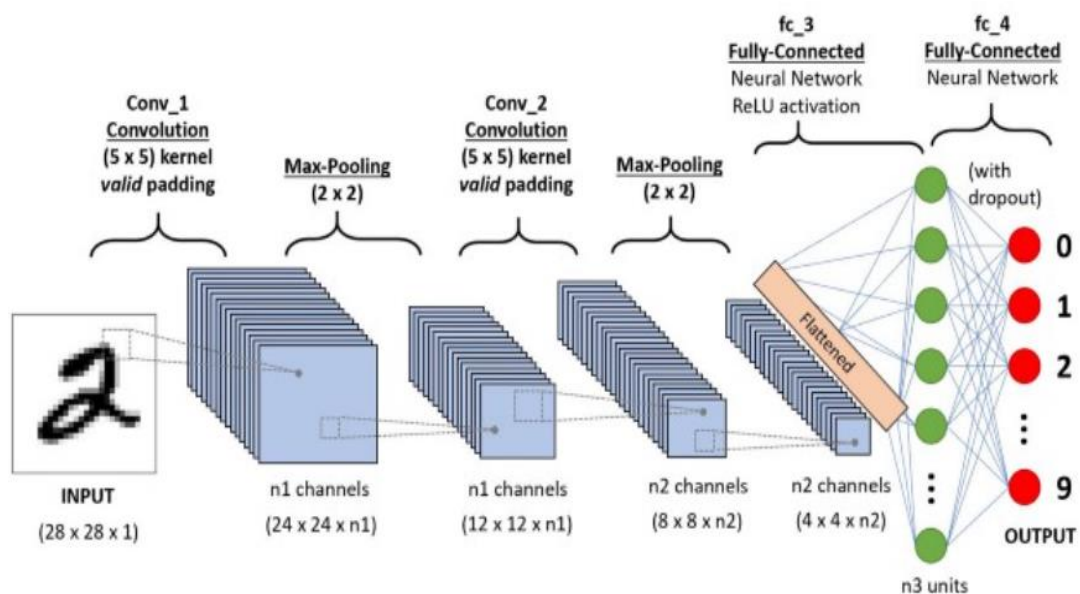 Conv_1
Convolution
(5 x 5) kernel
valid padding
Max-Pooling
(2 x 2)
Conv_2
Convolution
(5 x 5) kernel
valid padding
Max-Pooling
(2 x 2)
fc_3
Fully-Connected
Neural Network
ReLU activation
fc_4
Fully-Connected
Neural Network
(with
dropout)
Flattened
0
1
2
9
OUTPUT
2
INPUT
(28 x 28 x 1)
n1 channels
(24 x 24 x n1)
n1 channels
(12 x 12 x n1)
n2 channels
(8 x 8 x n2)
n2 channels
(4 x 4 x n2)
n3 units